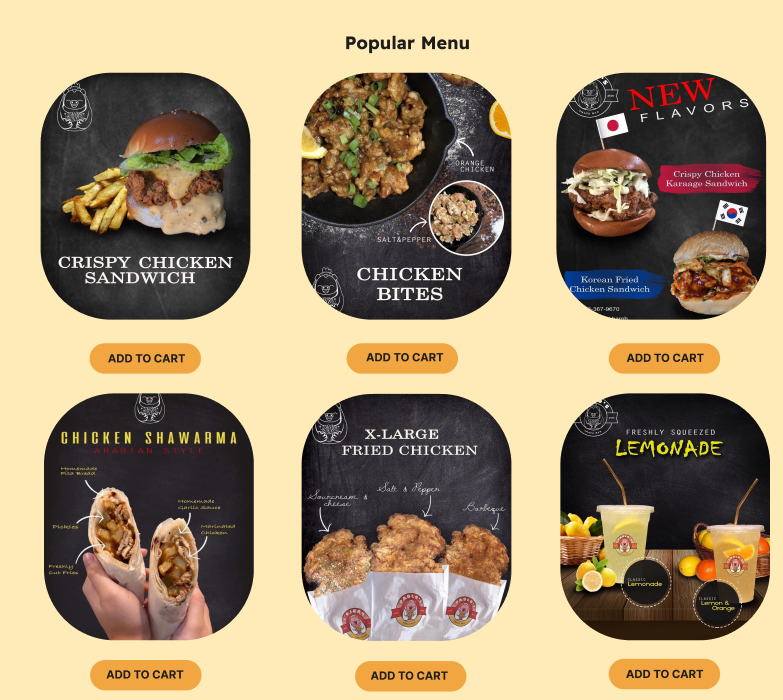 Popular Menu
CRISPY CHICKEN
SANDWICH
ORANGE
CHICKEN
SALT&PEPPER
CHICKEN
BITES
NEW
FLAVORS
Crispy Chicken
Karaage Sandwich
Korean Fried
Chicken Sandwich
-367-9670
ADD TO CART
ADD TO CART
ADD TO CART
CHICKEN SHAWARMA
ARABIAN STYLE
Homemade
Pita Bread
Homemade
Garlic Sauce
Pickles
Marinated
Chicken
Freshly
Cut Fries
X-LARGE
FRIED CHICKEN
Sourcream &
cheese
Salt & Pepper
Barbeque
FRESHLY SQUEEZED
LEMONADE
CLASSIC
Lemonade
CLASSIC
Lemon &
Orange
ADD TO CART
ADD TO CART
ADD TO CART